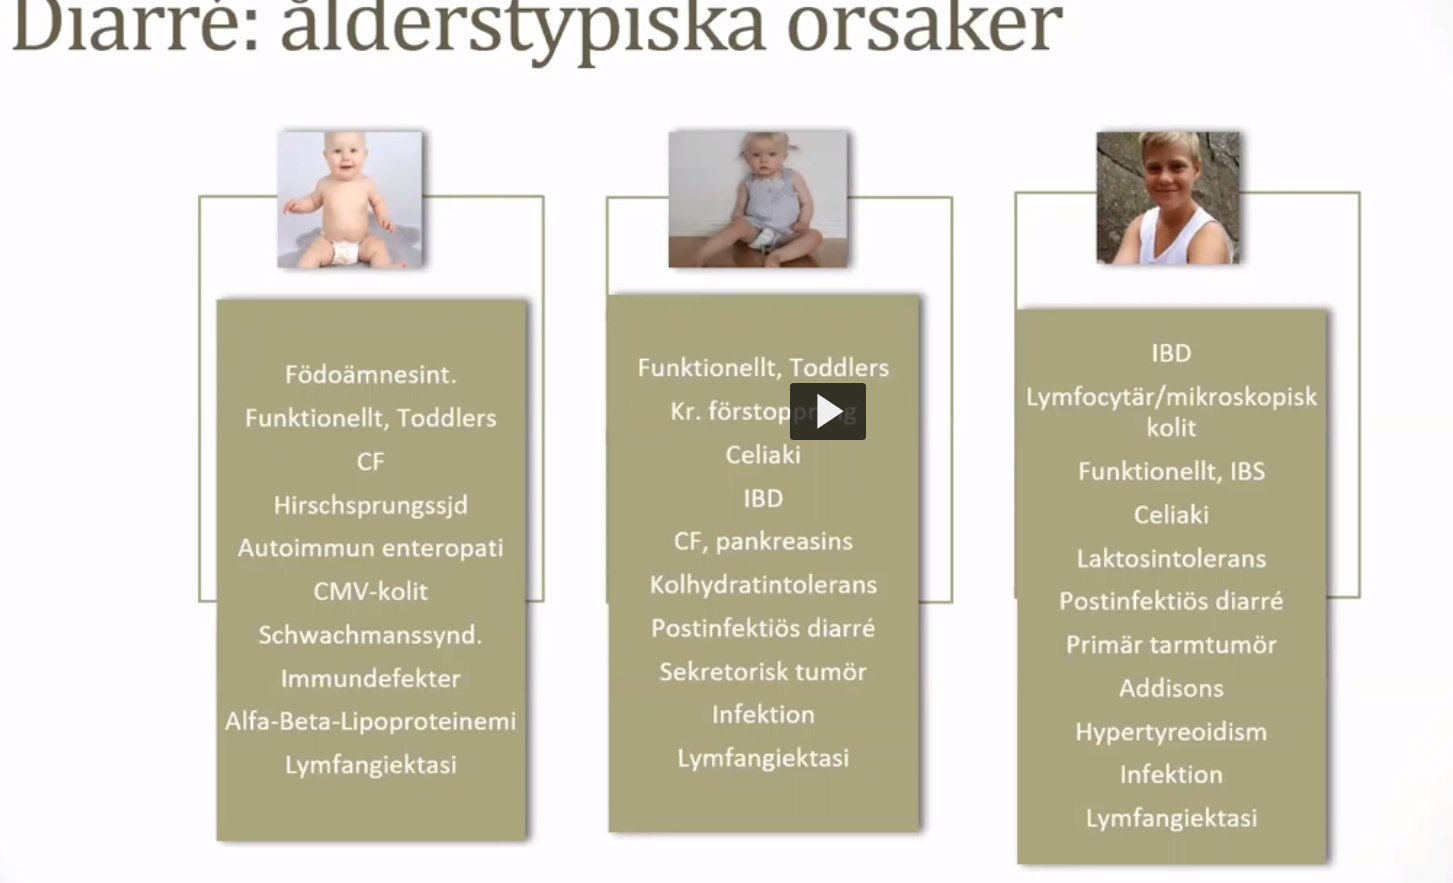 Diarré: ålderstypiska orsaker
Födoämnesint.
Funktionellt, Toddlers
CF
Hirschsprungssjd
Autoimmun enteropati
CMV-kolit
Schwachmanssynd.
Immundefekter
Alfa-Beta-Lipoproteinemi
Lymfangiektasi
Funktionellt, Toddlers
Kr. förstoppning
Celiaki
IBD
CF, pankreasins
Kolhydratintolerans
Postinfektiös diarré
Sekretorisk tumör
Infektion
Lymfangiektasi
IBD
Lymfocytär/mikroskopisk
kolit
Funktionellt, IBS
Celiaki
Laktosintolerans
Postinfektiös diarré
Primär tarmtumör
Addisons
Hypertyreoidism
Infektion
Lymfangiektasi